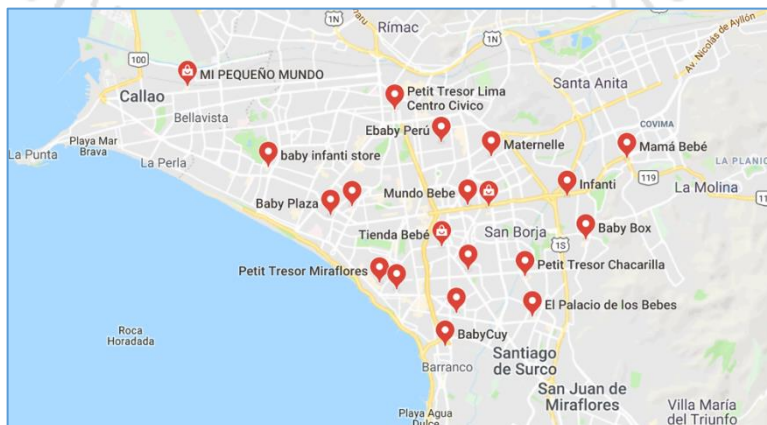 Rímac
1N
1N
Av. Nicolás de Ayllón
100
MI PEQUEÑO MUNDO
Callao
Petit Tresor Lima
Centro Civico
Santa Anita
Bellavista
Ebaby Perú
COVIMA
Playa Mar
Brava
La Punta
La Perla
baby infanti store
Maternelle
Mamá Bebé
119
La Molina
Baby Plaza
Mundo Bebe
Infanti
Tienda Bebé
San Borja
1S
Baby Box
Petit Tresor Miraflores
Petit Tresor Chacarilla
El Palacio de los Bebes
Roca
Horadada
BabyCuy
Barranco
Santiago
de Surco
San Juan de
Miraflores
Playa Agua
Dulce
Villa María
del Triunfo